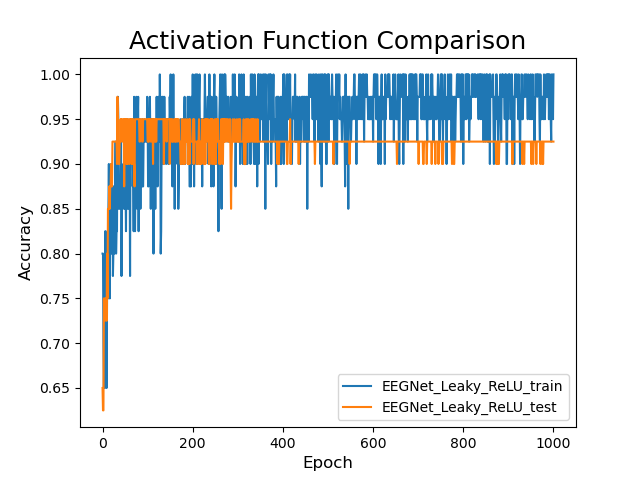 Activation Function Comparison
1.00
0.95
0.90
0.85
0.80
0.75
0.70
0.65
Accuracy
0 200 400 600 800 1000
Epoch
EEGNet_Leaky_ReLU_train
EEGNet_Leaky_ReLU_test